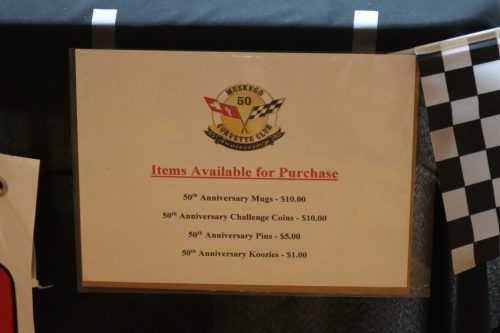 MUSKEGO
50
CORVETTE CLUB
Anniversary
Items Available for Purchase
50th Anniversary Mugs - $10.00
50th Anniversary Challenge Coins - $10.00
50th Anniversary Pins - $5.00
50th Anniversary Koozies - $1.00